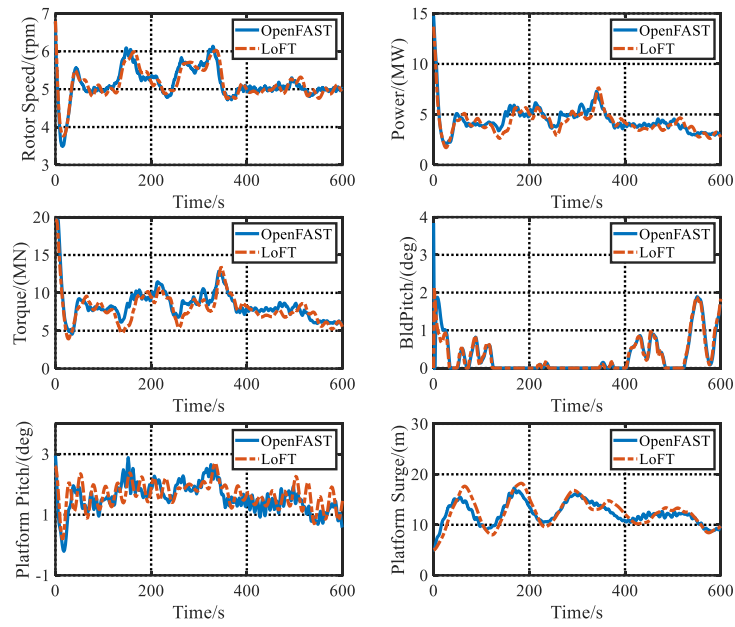 7
6
5
4
3
Rotor Speed/(rpm)
OpenFAST
LoFT
0 200 400 600
Time/s
15
10
5
0
Power/(MW)
OpenFAST
LoFT
0 200 400 600
Time/s
20
15
10
5
0
Torque/(MN)
OpenFAST
LoFT
0 200 400 600
Time/s
4
3
2
1
0
BldPitch/(deg)
OpenFAST
LoFT
0 200 400 600
Time/s
3
1
-1
Platform Pitch/(deg)
OpenFAST
LoFT
0 200 400 600
Time/s
30
20
10
0
Platform Surge/(m)
OpenFAST
LoFT
0 200 400 600
Time/s